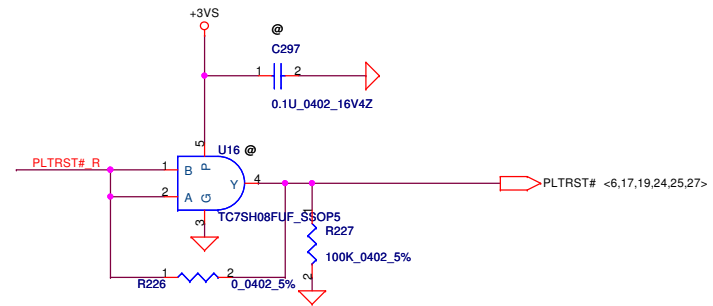 +3VS
@
C297
1
2
0.1U_0402_16V4Z
5
U16 @
PLTRST#_R
1
B
P
2
A
G
Y
4
PLTRST# <6,17,19,24,25,27>
3
TC7SH08FUF_SSOP5
1
R227
100K_0402_5%
2
1
R226
2
0_0402_5%